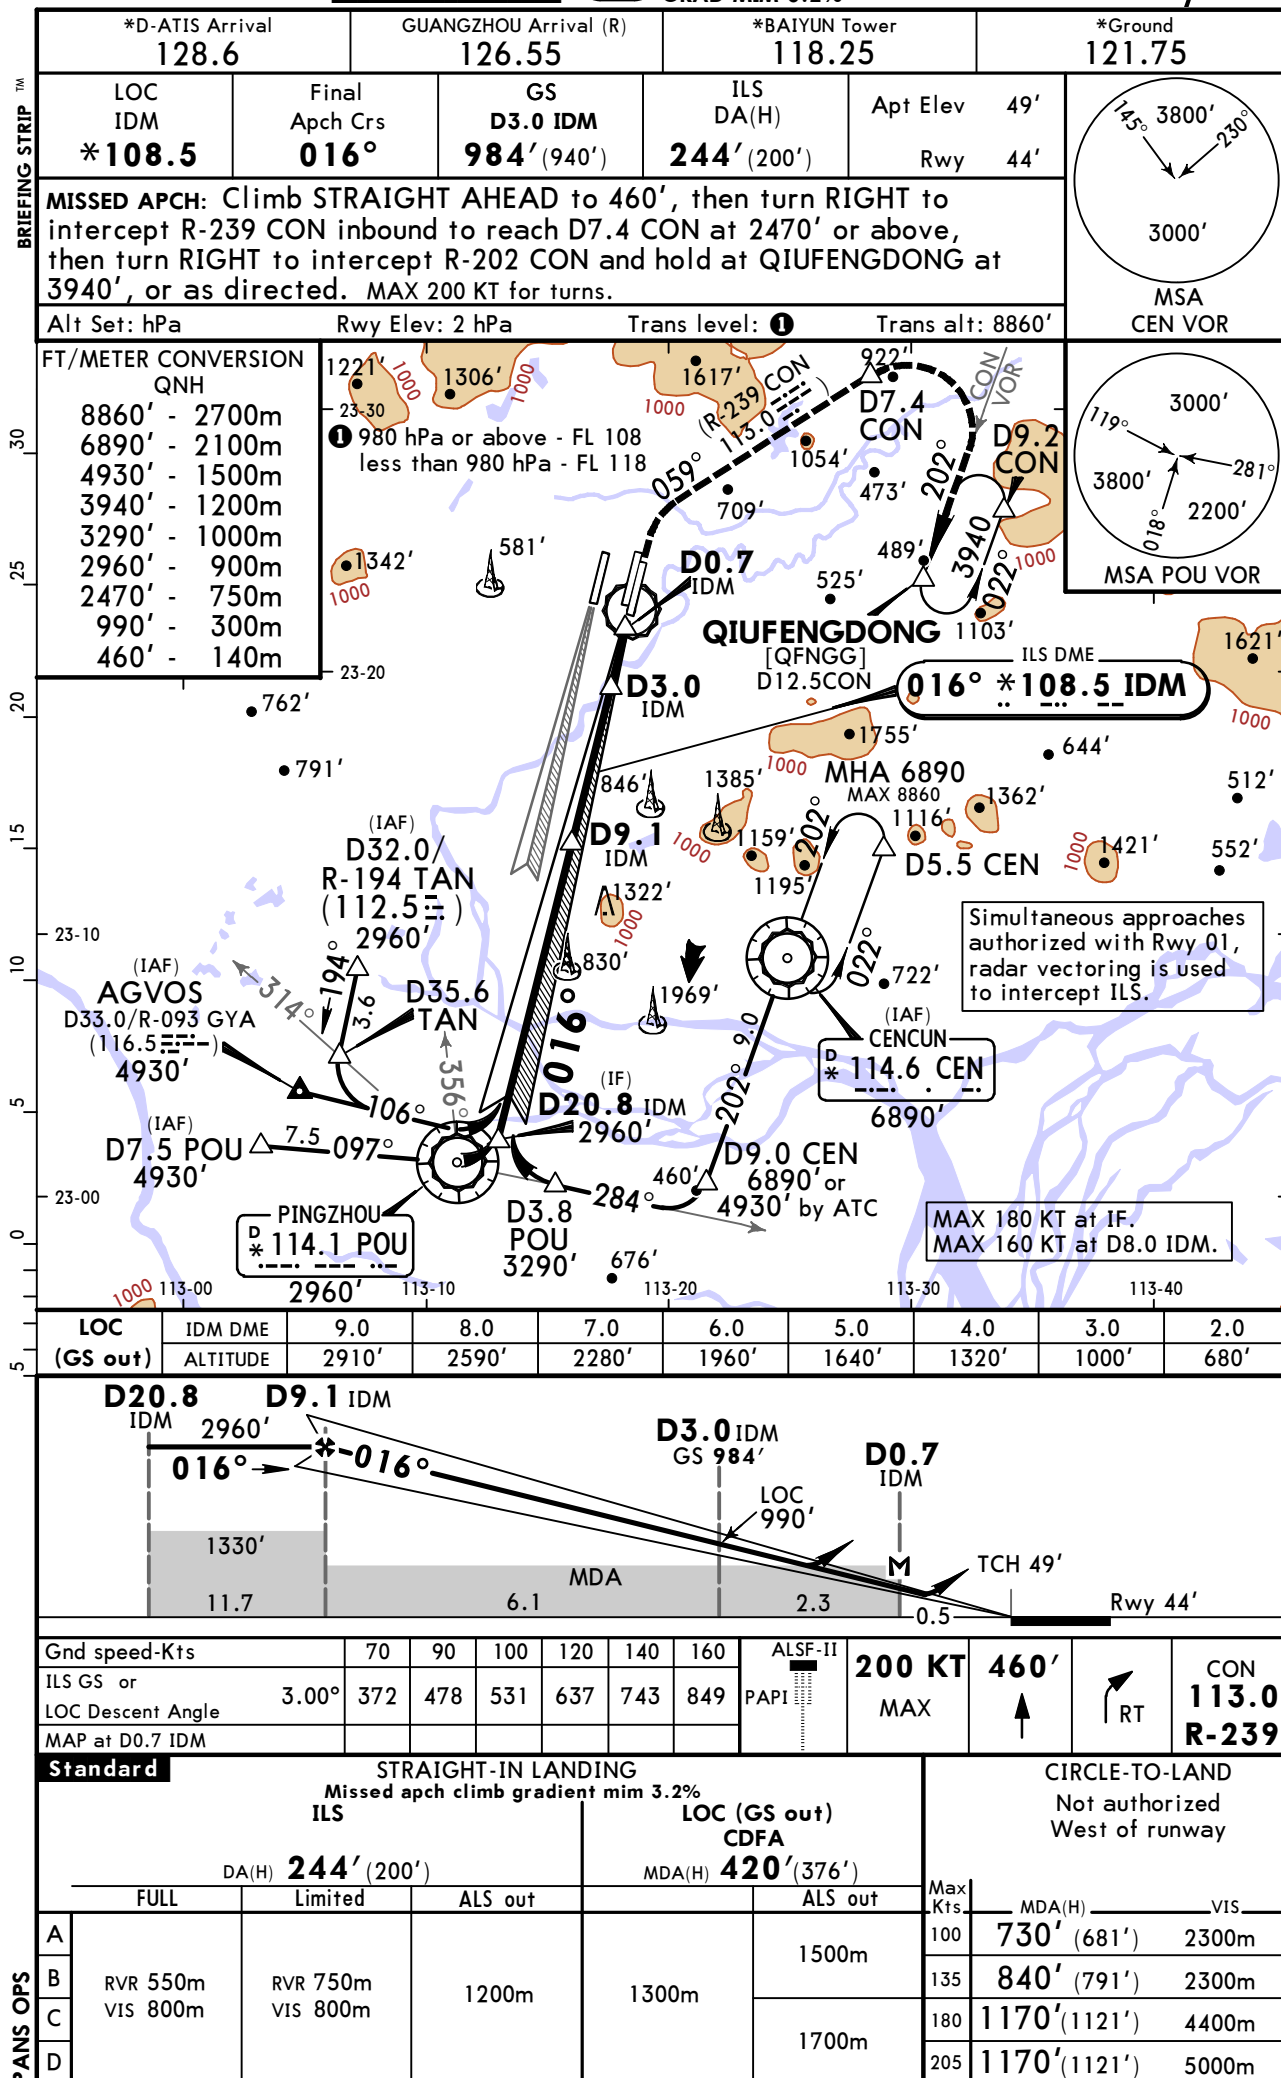 *D-ATIS Arrival
128.6
GUANGZHOU Arrival (R)
126.55
*BAIYUN Tower
118.25
*Ground
121.75
BRIEFING STRIP TM
LOC
IDM
*108.5
Final
Apch Crs
016°
GS
D3.0 IDM
984'(940')
ILS
DA(H)
244'(200')
Apt Elev 49'
Rwy 44'
MISSED APCH: Climb STRAIGHT AHEAD to 460', then turn RIGHT to
intercept R-239 CON inbound to reach D7.4 CON at 2470' or above,
then turn RIGHT to intercept R-202 CON and hold at QIUFENGDONG at
3940', or as directed. MAX 200 KT for turns.
Alt Set: hPa Rwy Elev: 2 hPa Trans level: 1 Trans alt: 8860'
145°
3800'
230°
3000'
MSA
CEN VOR
119°
3000'
281°
3800'
2200'
018°
MSA POU VOR
FT/METER CONVERSION
QNH
8860' - 2700m
6890' - 2100m
4930' - 1500m
3940' - 1200m
3290' - 1000m
2960' - 900m
2470' - 750m
990' - 300m
460' - 140m
1221'
1000
1306'
1000
1617'
1000
922'
23-30
1 980 hPa or above - FL 108
less than 980 hPa - FL 118
(R-239 CON
113.0)
059°
D7.4
CON
CON
VOR
202°
D9.2
CON
1054'
473'
709'
489'
3940
022°
1000
1342'
1000
581'
D0.7
IDM
525'
1103'
QIUFENGDONG
[QFNGG]
D12.5CON
1621'
1000
ILS DME
016° *108.5 IDM
23-20
D3.0
IDM
762'
791'
1755'
1000
644'
512'
MHA 6890
MAX 8860
846'
1385'
1000
1362'
1116'
1159'
202°
1195'
D9.1
IDM
D5.5 CEN
1000
1421'
552'
(IAF)
D32.0/
R-194 TAN
(112.5)
2960'
1322'
1000
830'
1969'
022°
722'
Simultaneous approaches
authorized with Rwy 01,
radar vectoring is used
to intercept ILS.
23-10
(IAF)
AGVOS
D33.0/R-093 GYA
(116.5)
4930'
314°
194°
3.6
D35.6
TAN
356°
106°
016°
(IAF)
CENCUN
D
* 114.6 CEN
6890'
202° 9.0
(IF)
D20.8 IDM
2960'
(IAF)
D7.5 POU
4930'
7.5 097°
D9.0 CEN
6890' or
4930' by ATC
460'
284°
23-00
PINGZHOU
D
* 114.1 POU
2960'
D3.8
POU
3290'
676'
MAX 180 KT at IF.
MAX 160 KT at D8.0 IDM.
1000
113-00 113-10 113-20 113-30 113-40
30
25
20
15
10
5
0
5
LOC
(GS out)
IDM DME 9.0 8.0 7.0 6.0 5.0 4.0 3.0 2.0
ALTITUDE 2910' 2590' 2280' 1960' 1640' 1320' 1000' 680'
D20.8
IDM
D9.1 IDM
2960'
016°
016°
D3.0 IDM
GS 984'
D0.7
IDM
LOC
990'
1330'
MDA
M
TCH 49'
11.7
6.1
2.3
0.5
Rwy 44'
Gnd speed-Kts 70 90 100 120 140 160
ILS GS or
LOC Descent Angle 3.00° 372 478 531 637 743 849
MAP at D0.7 IDM
ALSF-II
PAPI
200 KT
MAX
460'
RT
CON
113.0
R-239
Standard
STRAIGHT-IN LANDING
Missed apch climb gradient mim 3.2%
ILS
DA(H) 244'(200')
LOC (GS out)
CDFA
MDA(H) 420'(376')
FULL Limited ALS out ALS out
CIRCLE-TO-LAND
Not authorized
West of runway
Max
Kts MDA(H) VIS
A
B
C
D
RVR 550m
VIS 800m
RVR 750m
VIS 800m
1200m
1300m
1500m
1700m
100 730' (681') 2300m
135 840' (791') 2300m
180 1170'(1121') 4400m
205 1170'(1121') 5000m
PANS OPS